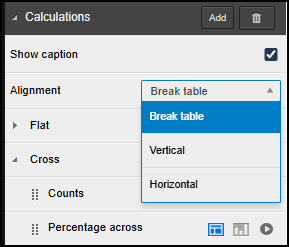 Calculations Add
Show caption
Alignment Break table
Break table
Flat
Vertical
Cross
Horizontal
Counts
Percentage across